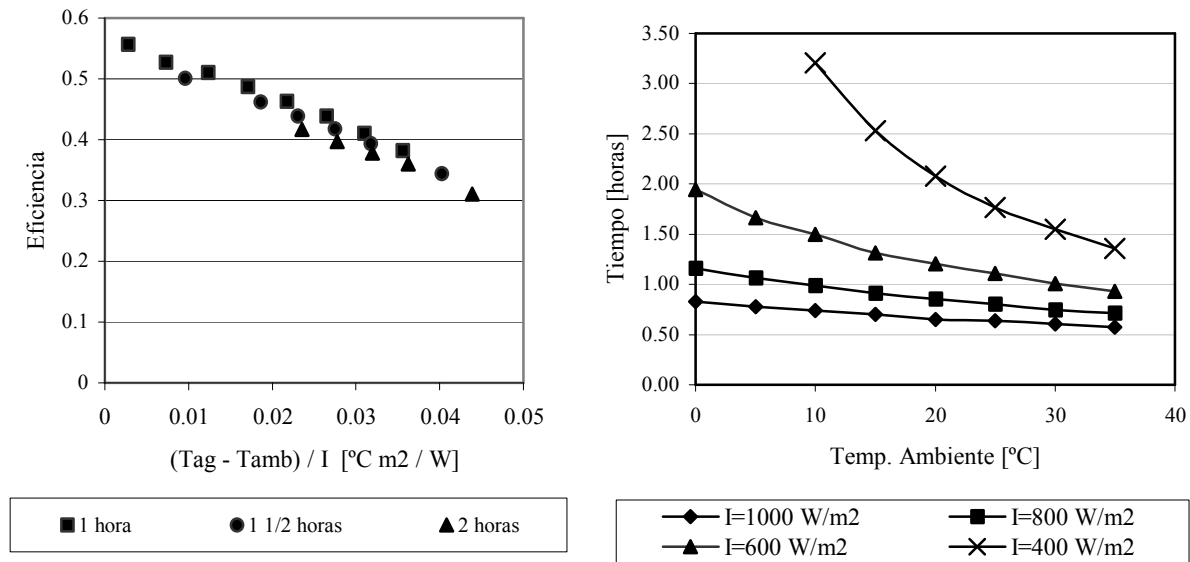 0.6
0.5
0.4
0.3
0.2
0.1
0
Eficiencia
0 0.01 0.02 0.03 0.04 0.05
(Tag - Tamb) / I [ºC m2 / W]
1 hora 1 1/2 horas 2 horas
3.50
3.00
2.50
2.00
1.50
1.00
0.50
0.00
Tiempo [horas]
0 10 20 30 40
Temp. Ambiente [ºC]
I=1000 W/m2 I=800 W/m2
I=600 W/m2 I=400 W/m2